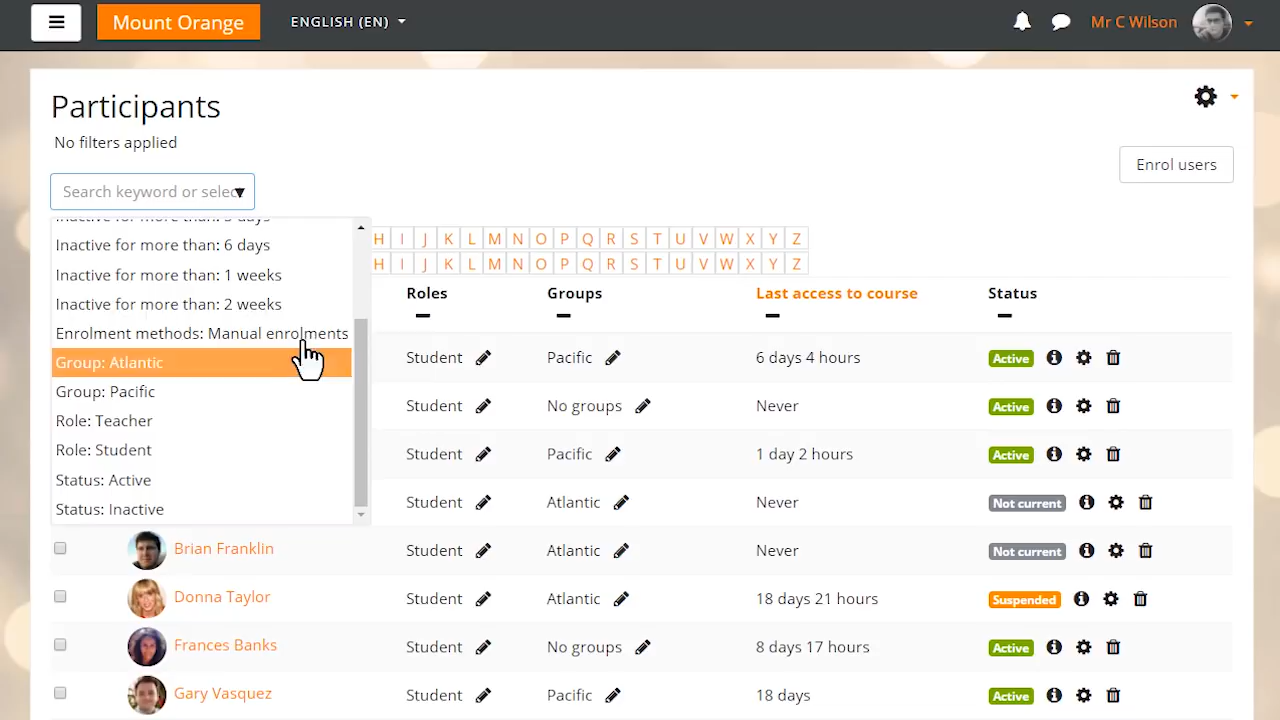 Mount Orange
ENGLISH (EN)
Mr C Wilson
Participants
No filters applied
Enrol users
Search keyword or selec
Inactive for more than: 5 days
Inactive for more than: 6 days
Inactive for more than: 1 weeks
Inactive for more than: 2 weeks
Enrolment methods: Manual enrolments
Group: Atlantic
Group: Pacific
Role: Teacher
Role: Student
Status: Active
Status: Inactive
H I J K L M N O P Q R S T U V W X Y Z
H I J K L M N O P Q R S T U V W X Y Z
Roles Groups Last access to course Status
Student Pacific 6 days 4 hours Active
Student No groups Never Active
Student Pacific 1 day 2 hours Active
Student Atlantic Never Not current
Brian Franklin Student Atlantic Never Not current
Donna Taylor Student Atlantic 18 days 21 hours Suspended
Frances Banks Student No groups 8 days 17 hours Active
Gary Vasquez Student Pacific 18 days Active